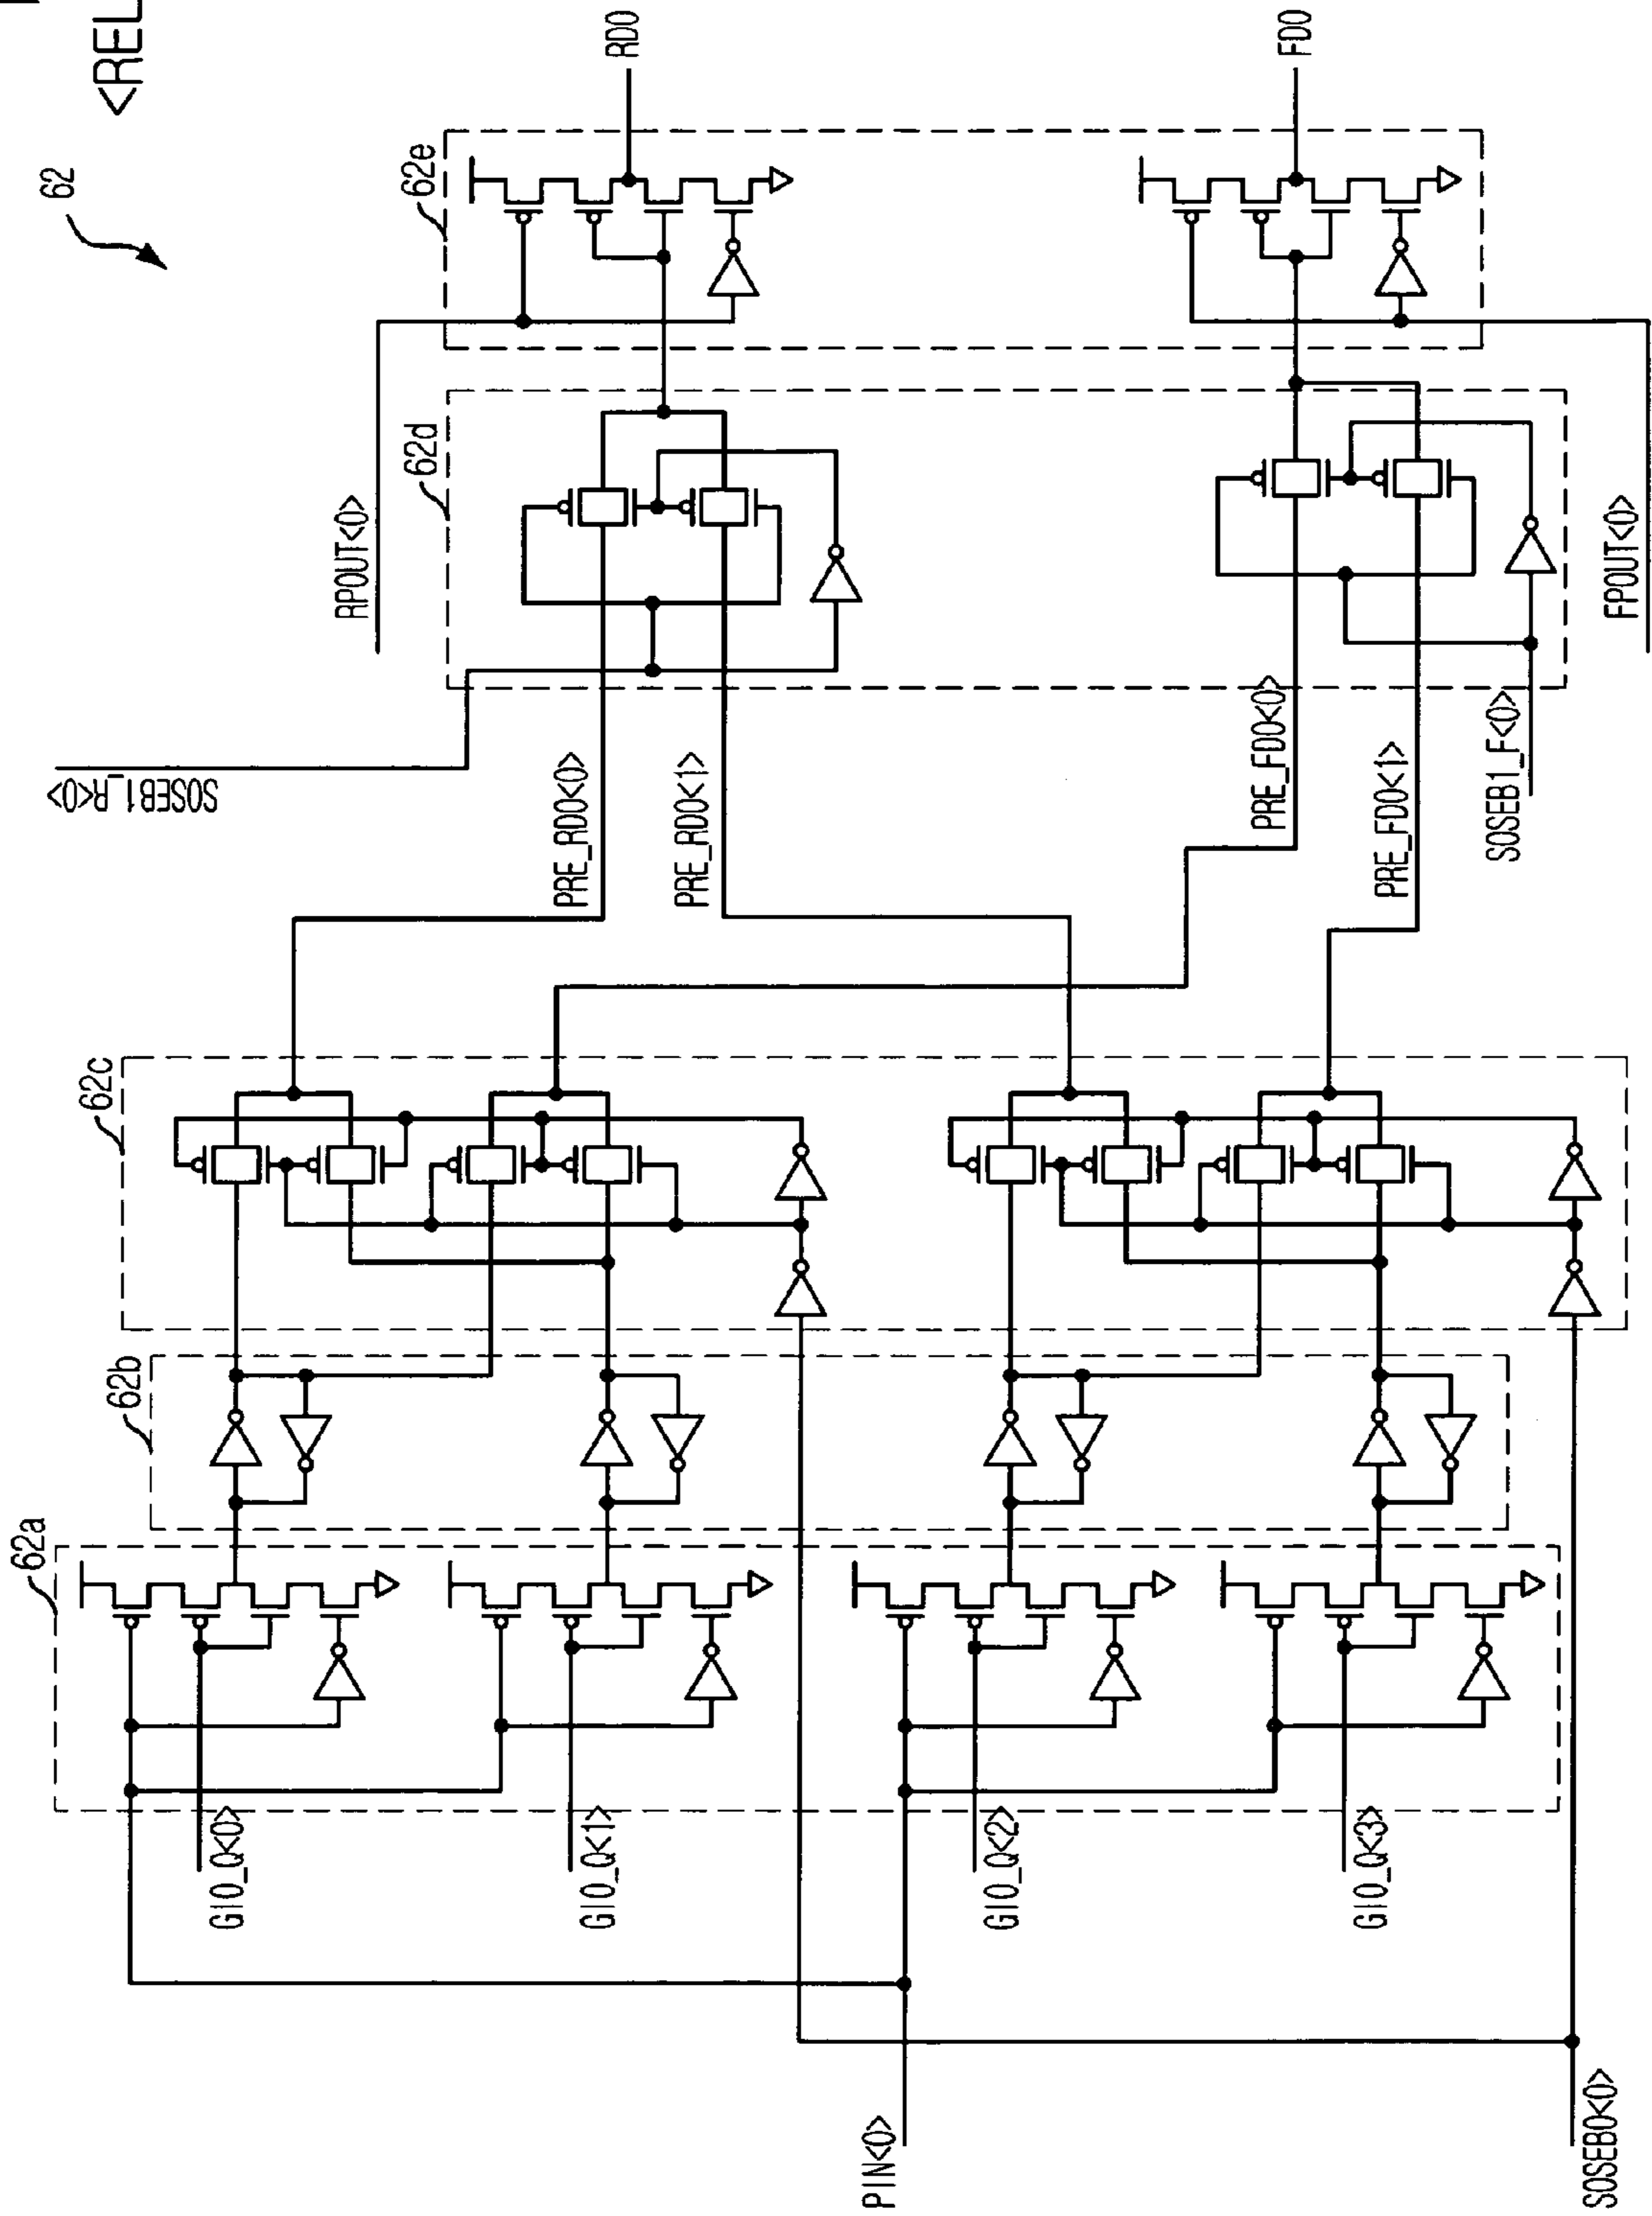 <REL
62
RDO
FDO
62e
62d
RPOUT<0>
FPOUT<0>
SOSEB1_R<0>
PRE_RDO<0>
PRE_RDO<1>
PRE_FDO<0>
PRE_FDO<1>
SOSEB1_F<0>
62c
62b
62a
GIO_Q<0>
GIO_Q<1>
GIO_Q<2>
GIO_Q<3>
PIN<0>
SOSEB0<0>